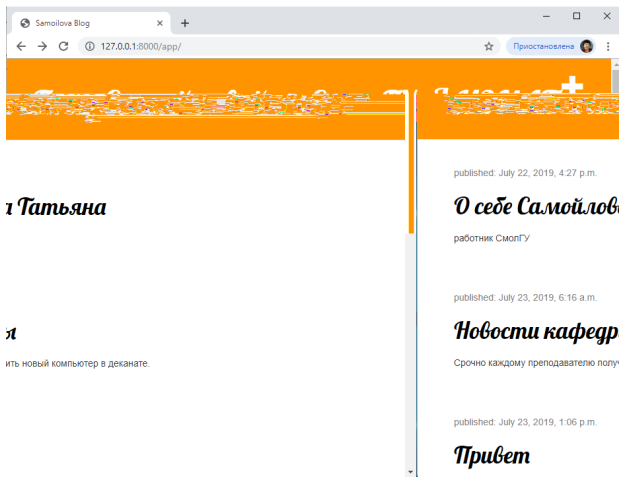 Samoilova Blog
127.0.0.1:8000/app/
Приостановлена
published: July 22, 2019, 4:27 p.m.
а Татьяна
О себе Самойлов
работник СмолГУ
published: July 23, 2019, 6:16 a.m.
ы
Новости кафедр
ить новый компьютер в деканате.
Срочно каждому преподавателю получ
published: July 23, 2019, 1:06 p.m.
Привет